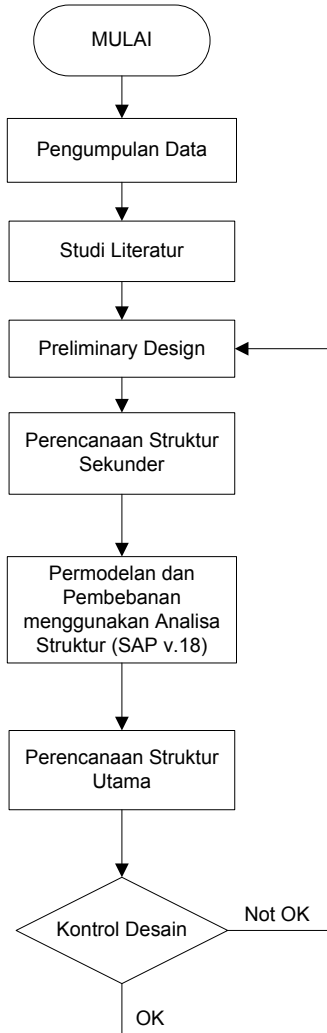 MULAI
Pengumpulan Data
Studi Literatur
Preliminary Design
Perencanaan Struktur
Sekunder
Permodelan dan
Pembebanan
menggunakan Analisa
Struktur (SAP v.18)
Perencanaan Struktur
Utama
Kontrol Desain
Not OK
OK